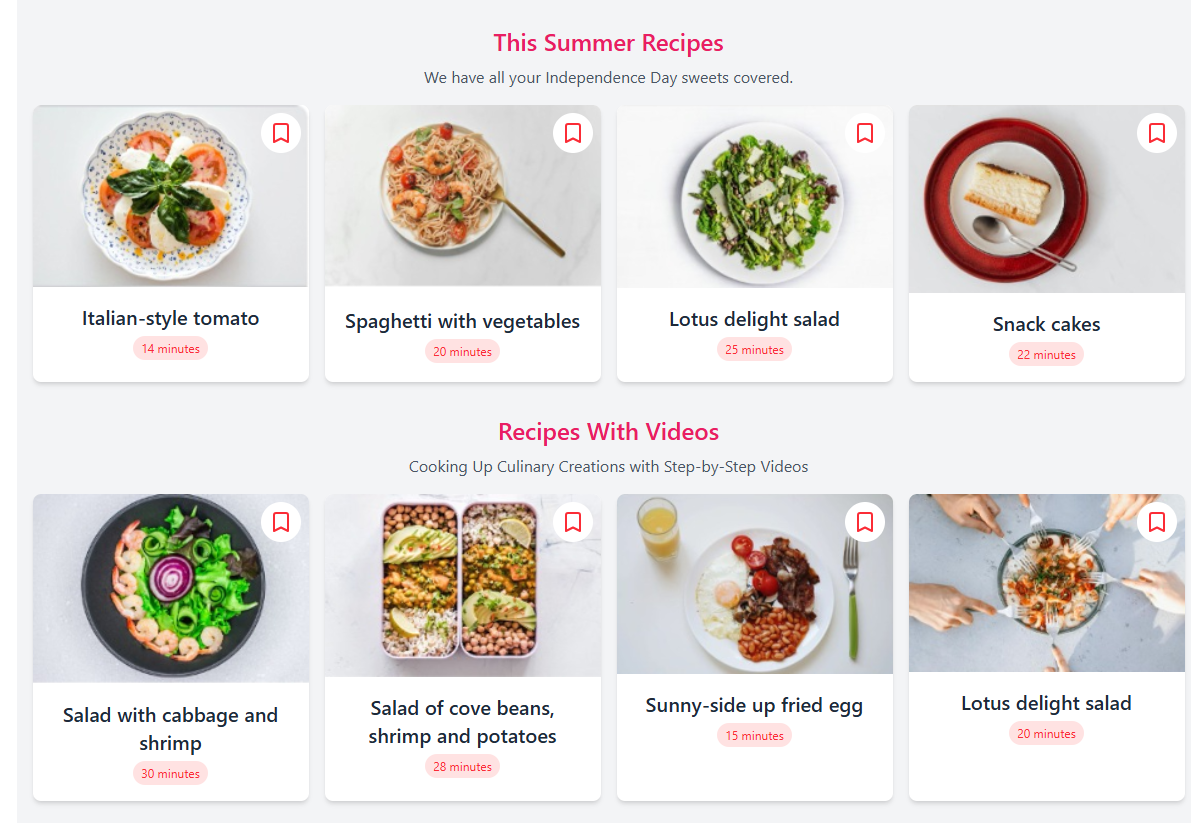 This Summer Recipes
We have all your Independence Day sweets covered.
Italian-style tomato
14 minutes
Spaghetti with vegetables
20 minutes
Lotus delight salad
25 minutes
Snack cakes
22 minutes
Recipes With Videos
Cooking Up Culinary Creations with Step-by-Step Videos
Salad with cabbage and
shrimp
30 minutes
Salad of cove beans,
shrimp and potatoes
28 minutes
Sunny-side up fried egg
15 minutes
Lotus delight salad
20 minutes